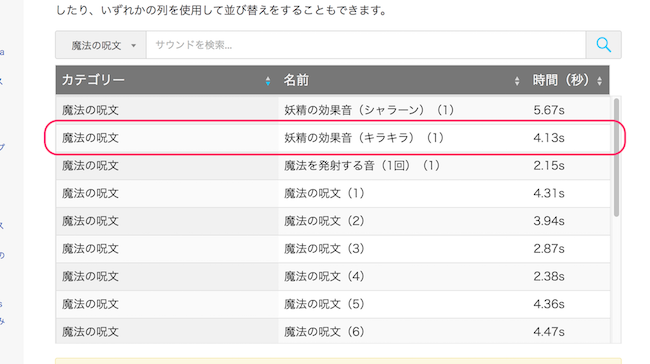 したり、いずれかの列を使用して並び替えをすることもできます。
魔法の呪文 サウンドを検索...
カテゴリー 名前 時間（秒）
魔法の呪文 妖精の効果音（シャラーン）（1） 5.67s
魔法の呪文 妖精の効果音（キラキラ）（1） 4.13s
魔法の呪文 魔法を発射する音（1回）（1） 2.15s
魔法の呪文 魔法の呪文（1） 4.31s
魔法の呪文 魔法の呪文（2） 3.94s
魔法の呪文 魔法の呪文（3） 2.87s
魔法の呪文 魔法の呪文（4） 2.38s
魔法の呪文 魔法の呪文（5） 4.36s
魔法の呪文 魔法の呪文（6） 4.47s